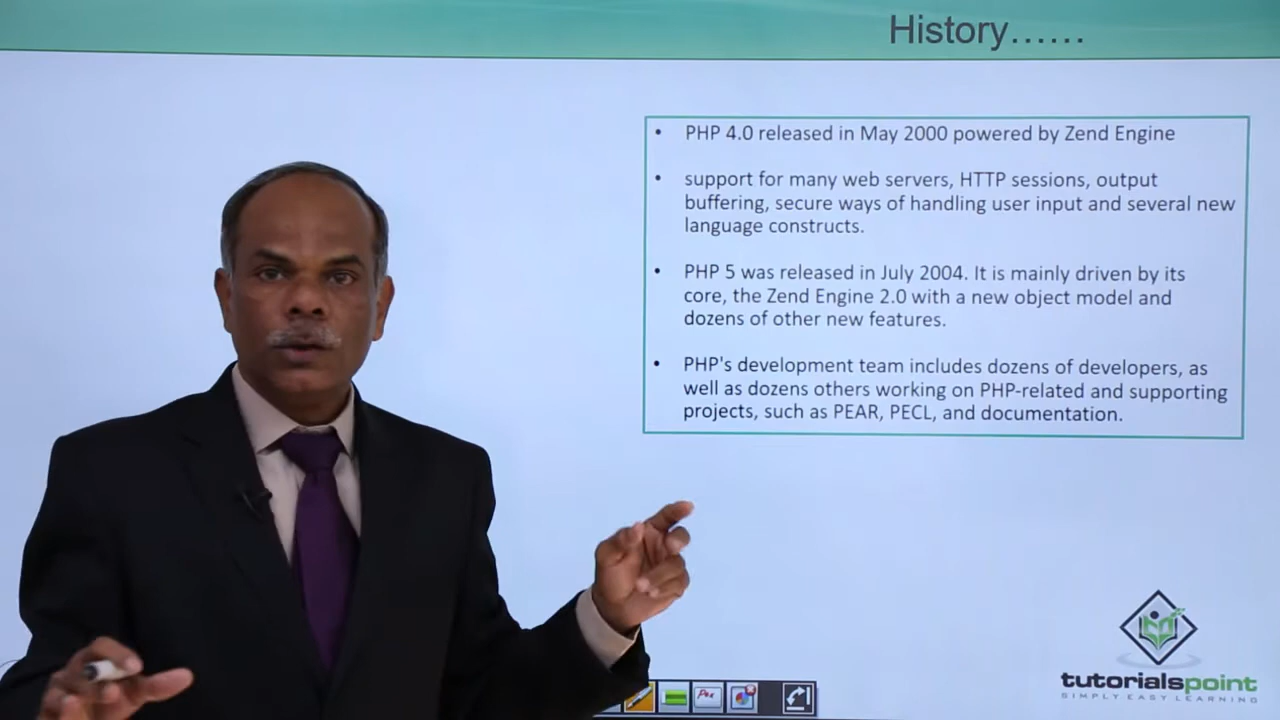 History......
• PHP 4.0 released in May 2000 powered by Zend Engine
• support for many web servers, HTTP sessions, output
buffering, secure ways of handling user input and several new
language constructs.
• PHP 5 was released in July 2004. It is mainly driven by its
core, the Zend Engine 2.0 with a new object model and
dozens of other new features.
• PHP's development team includes dozens of developers, as
well as dozens others working on PHP-related and supporting
projects, such as PEAR, PECL, and documentation.
tutorialspoint
SIMPLY EASY LEARNING